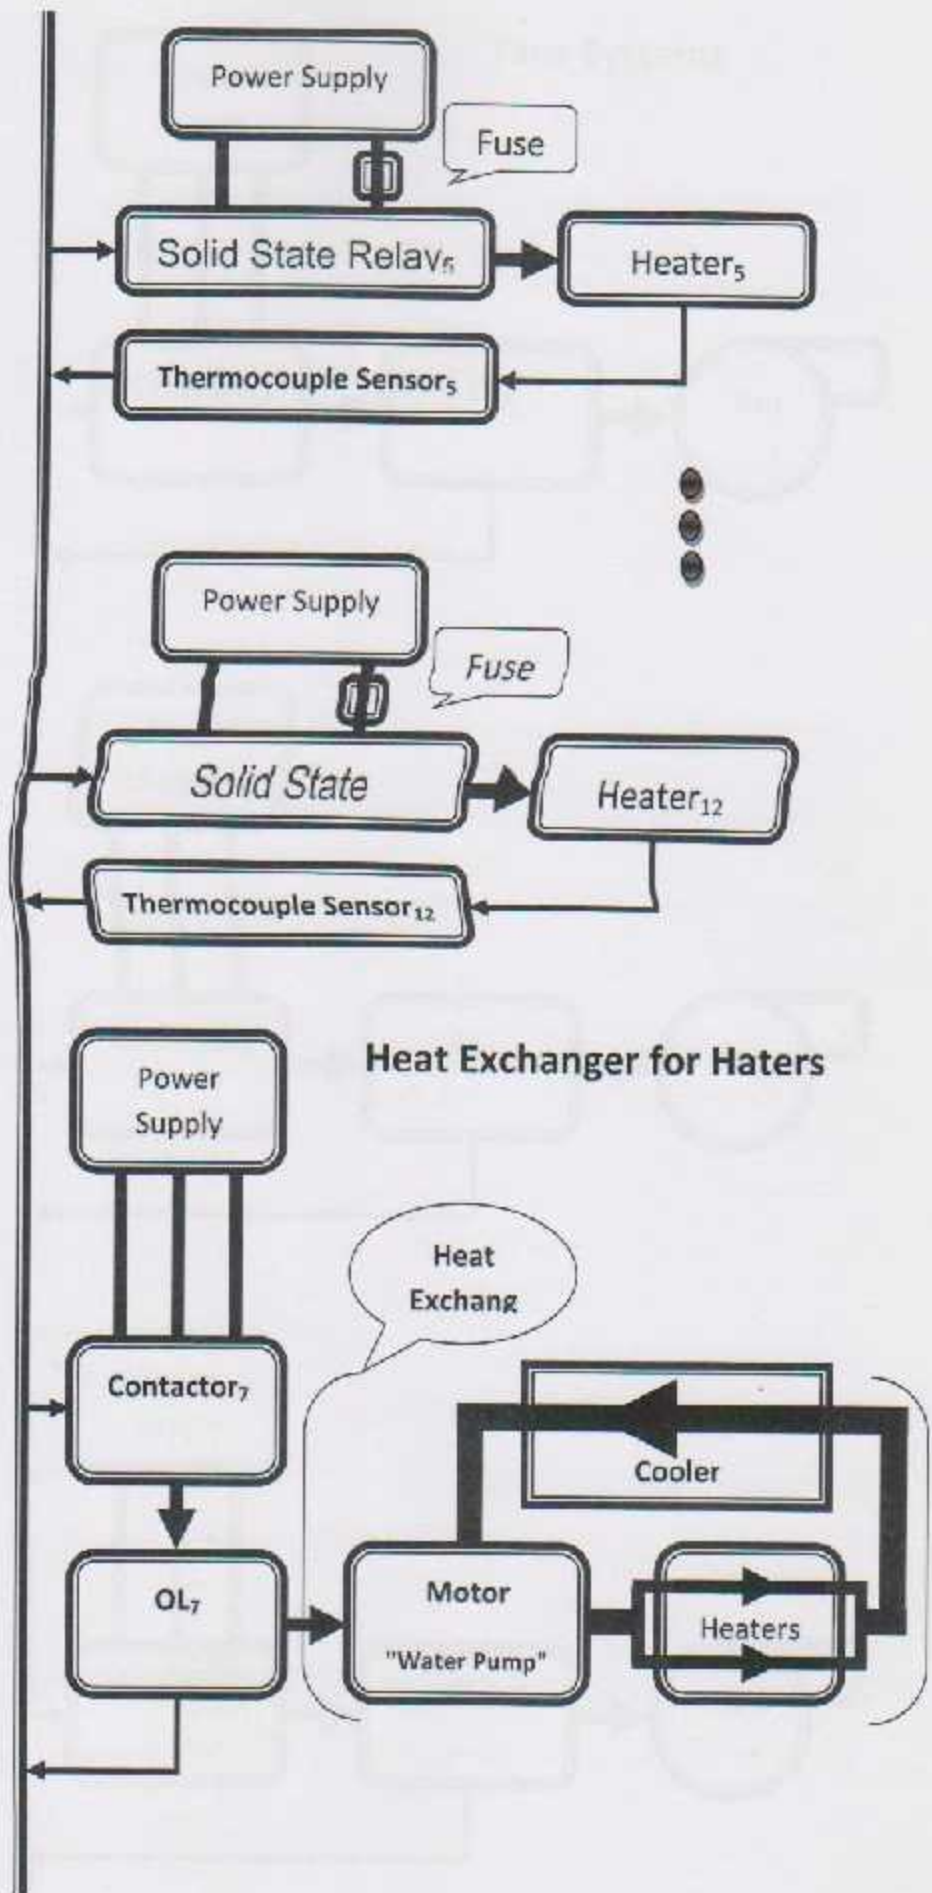 Power Supply
Fuse
Solid State Relay₅
Heater₅
Thermocouple Sensor₅
Power Supply
Fuse
Solid State
Heater₁₂
Thermocouple Sensor₁₂
Heat Exchanger for Haters
Power
Supply
Heat
Exchang
Contactor₇
Cooler
OL₇
Motor
"Water Pump"
Heaters